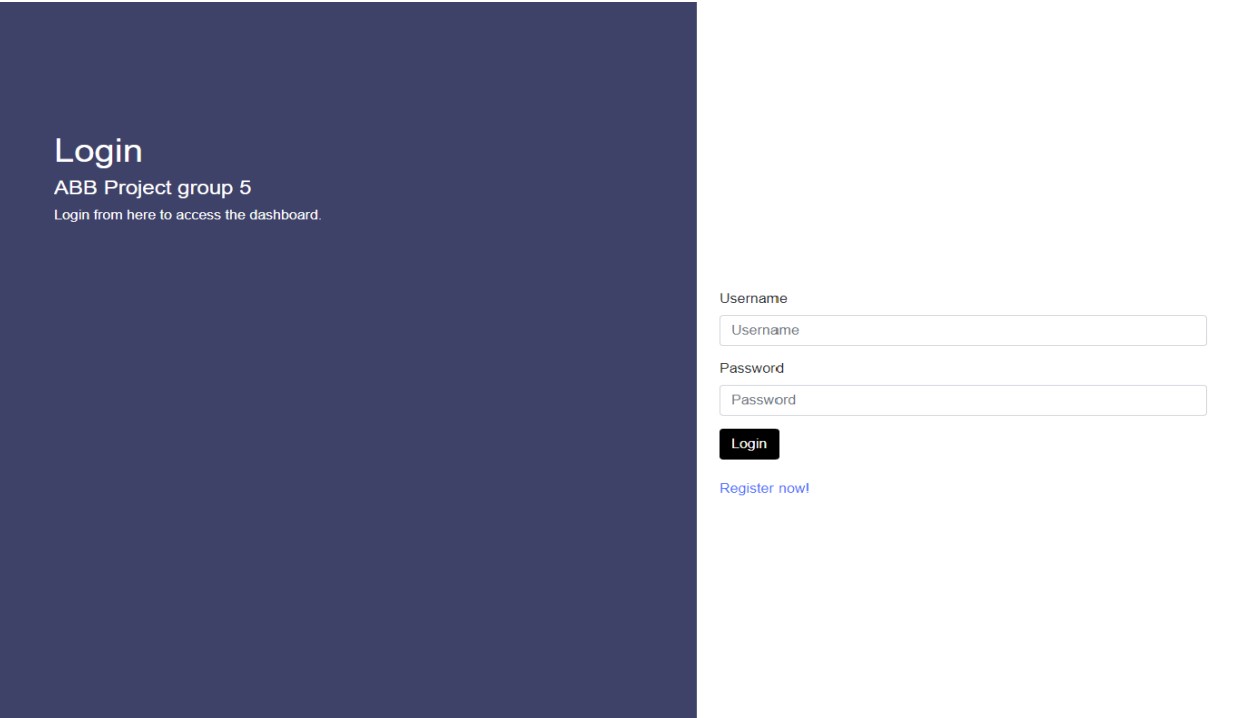 Login
ABB Project group 5
Login from here to access the dashboard.
Username
Username
Password
Password
Login
Register now!